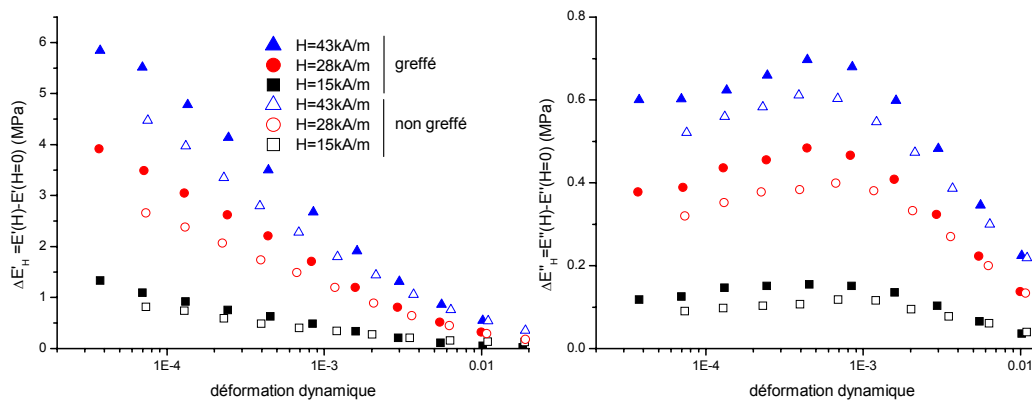 ΔE'H =E'(H)-E'(H=0) (MPa)
6
5
4
3
2
1
0
H=43kA/m
H=28kA/m
H=15kA/m
greffé
H=43kA/m
H=28kA/m
H=15kA/m
non greffé
1E-4
1E-3
0.01
déformation dynamique
ΔE''H =E''(H)-E''(H=0) (MPa)
0.8
0.6
0.4
0.2
0.0
1E-4
1E-3
0.01
déformation dynamique